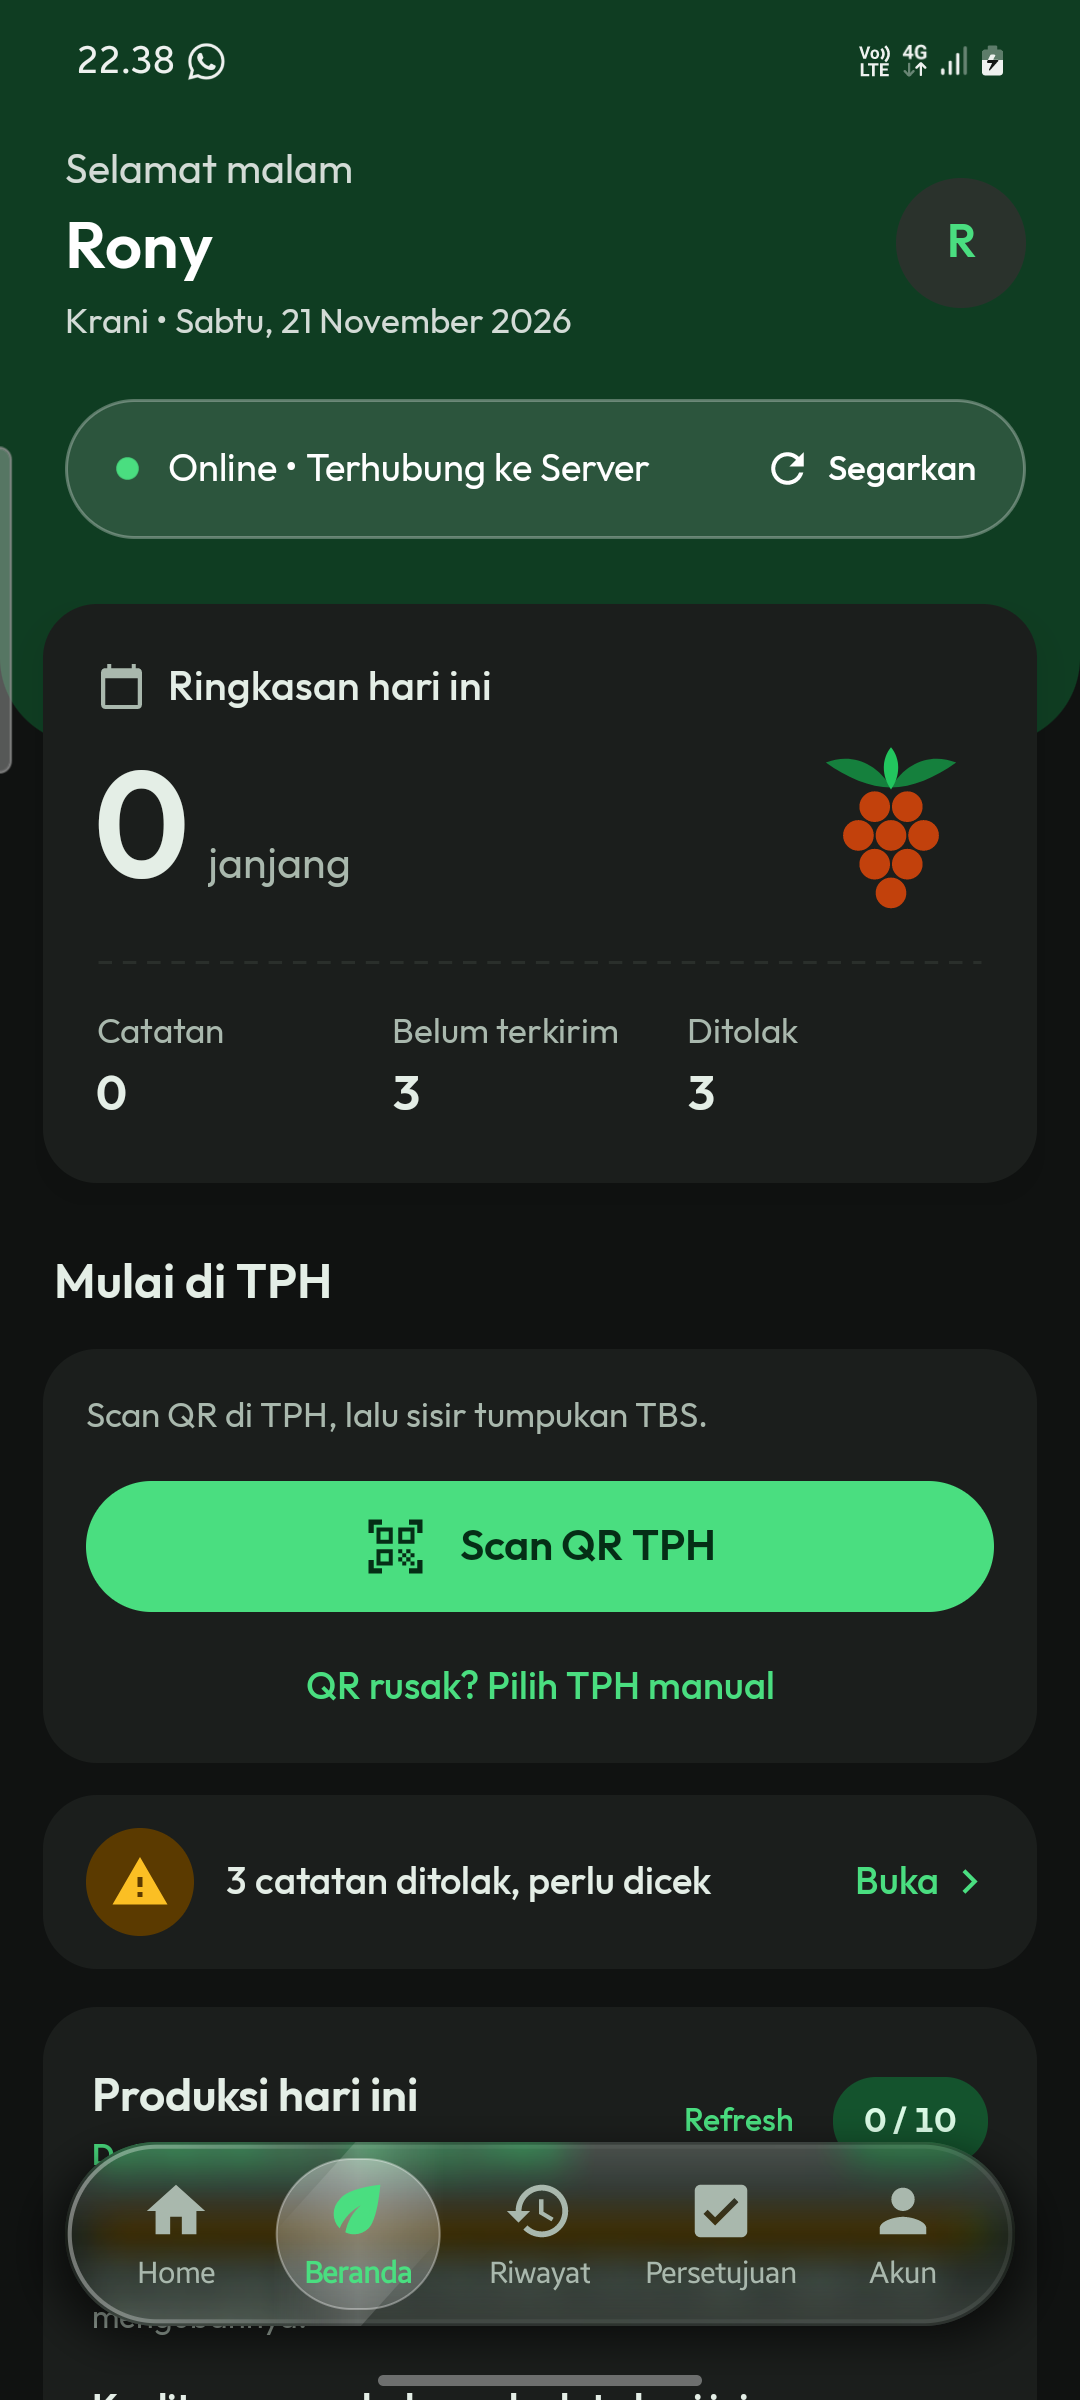 22.38
Vo)) LTE 4G
Selamat malam
Rony
R
Krani • Sabtu, 21 November 2026
Online • Terhubung ke Server
Segarkan
Ringkasan hari ini
0 janjang
Catatan Belum terkirim Ditolak
0 3 3
Mulai di TPH
Scan QR di TPH, lalu sisir tumpukan TBS.
Scan QR TPH
QR rusak? Pilih TPH manual
3 catatan ditolak, perlu dicek
Buka
Produksi hari ini
Refresh
0 / 10
Home Beranda Riwayat Persetujuan Akun